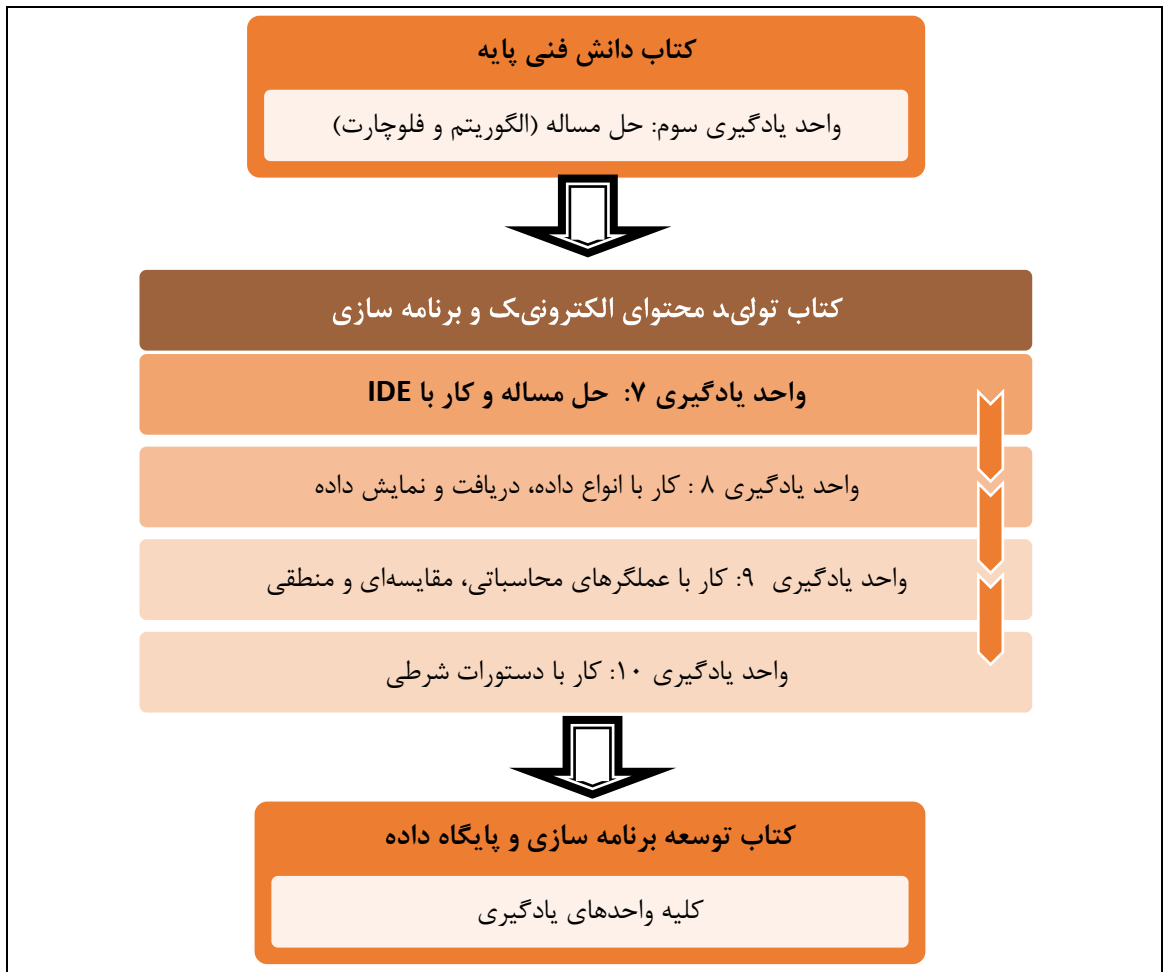 کتاب دانش فنی پایه
واحد یادگیری سوم: حل مساله (الگوریتم و فلوچارت)
کتاب تولید محتوای الکترونیک و برنامه سازی
واحد یادگیری ۷: حل مساله و کار با IDE
واحد یادگیری ۸ : کار با انواع داده، دریافت و نمایش داده
واحد یادگیری ۹: کار با عملگرهای محاسباتی، مقایسه‌ای و منطقی
واحد یادگیری ۱۰: کار با دستورات شرطی
کتاب توسعه برنامه سازی و پایگاه داده
کلیه واحدهای یادگیری